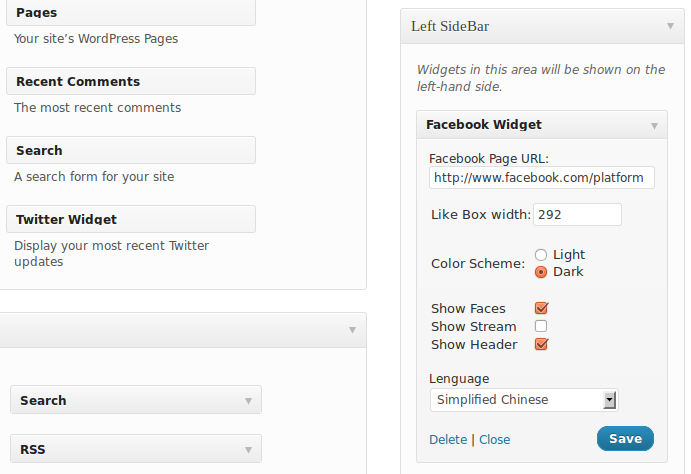 Pages
Your site's WordPress Pages
Recent Comments
The most recent comments
Search
A search form for your site
Twitter Widget
Display your most recent Twitter
updates
Search
RSS
Left SideBar
Widgets in this area will be shown on the
left-hand side.
Facebook Widget
Facebook Page URL:
http://www.facebook.com/platform
Like Box width: 292
Color Scheme: Light
Dark
Show Faces
Show Stream
Show Header
Lenguage
Simplified Chinese
Delete | Close Save